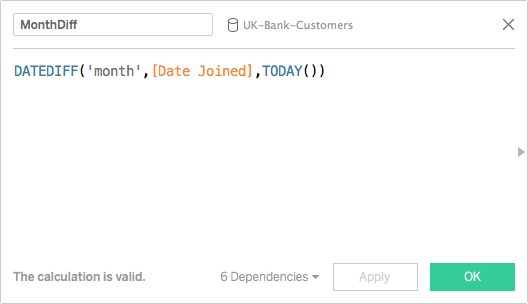 MonthDiff
UK-Bank-Customers
DATEDIFF('month',[Date Joined],TODAY())
The calculation is valid.
6 Dependencies
Apply
OK